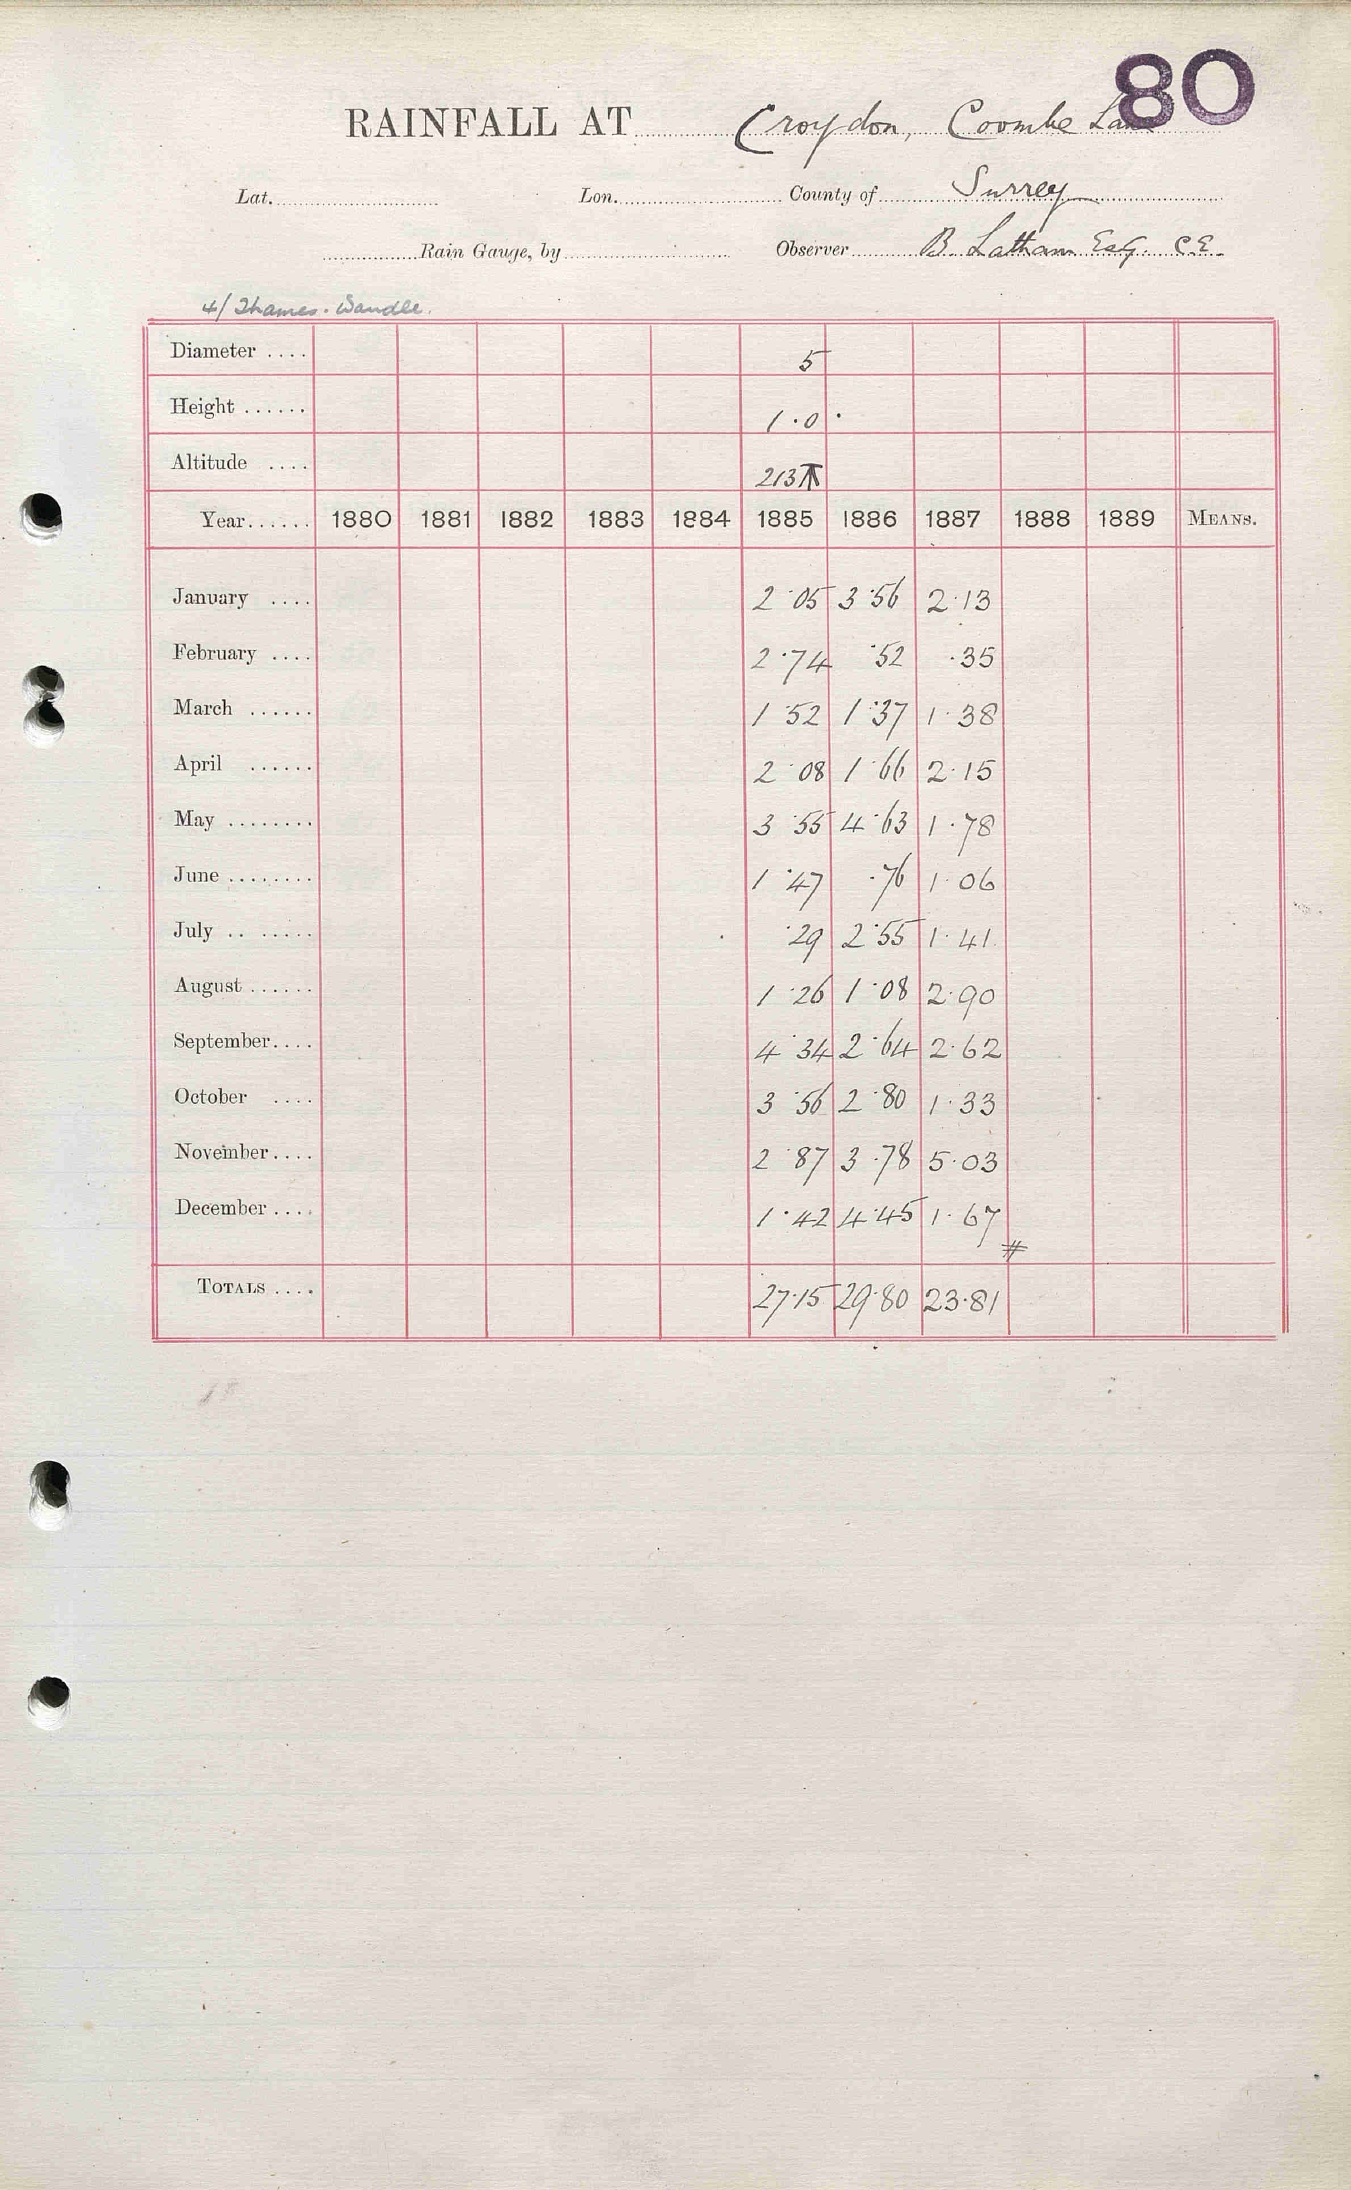 80
RAINFALL AT Croydon, Coombe Lane
Lat. Lon. County of Surrey
Rain Gauge, by Observer B. Latham Esq. C.E.
4/ Thames. Wandle.
Diameter .... 5
Height ...... 1.0
Altitude .... 213
Year...... 1880 1881 1882 1883 1884 1885 1886 1887 1888 1889 MEANS.
January .... 2.05 3.56 2.13
February .... 2.74 .52 .35
March ...... 1.52 1.37 1.38
April ...... 2.08 1.66 2.15
May ........ 3.55 4.63 1.78
June ........ 1.47 .76 1.06
July .. ..... .29 2.55 1.41
August ...... 1.26 1.08 2.90
September.... 4.34 2.64 2.62
October .... 3.56 2.80 1.33
November.... 2.87 3.78 5.03
December .... 1.42 4.45 1.67
#
TOTALS .... 27.15 29.80 23.81